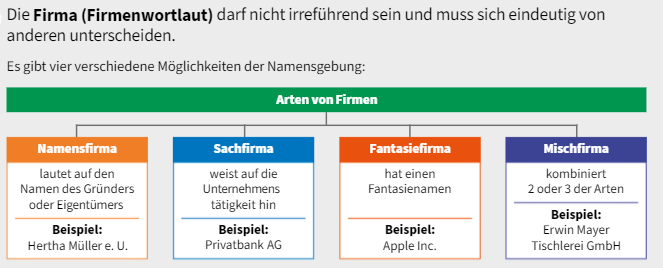 Die Firma (Firmenwortlaut) darf nicht irreführend sein und muss sich eindeutig von
anderen unterscheiden.
Es gibt vier verschiedene Möglichkeiten der Namensgebung:
Arten von Firmen
Namensfirma
lautet auf den
Namen des Gründers
oder Eigentümers
Beispiel:
Hertha Müller e. U.
Sachfirma
weist auf die
Unternehmens
tätigkeit hin
Beispiel:
Privatbank AG
Fantasiefirma
hat einen
Fantasienamen
Beispiel:
Apple Inc.
Mischfirma
kombiniert
2 oder 3 der Arten
Beispiel:
Erwin Mayer
Tischlerei GmbH